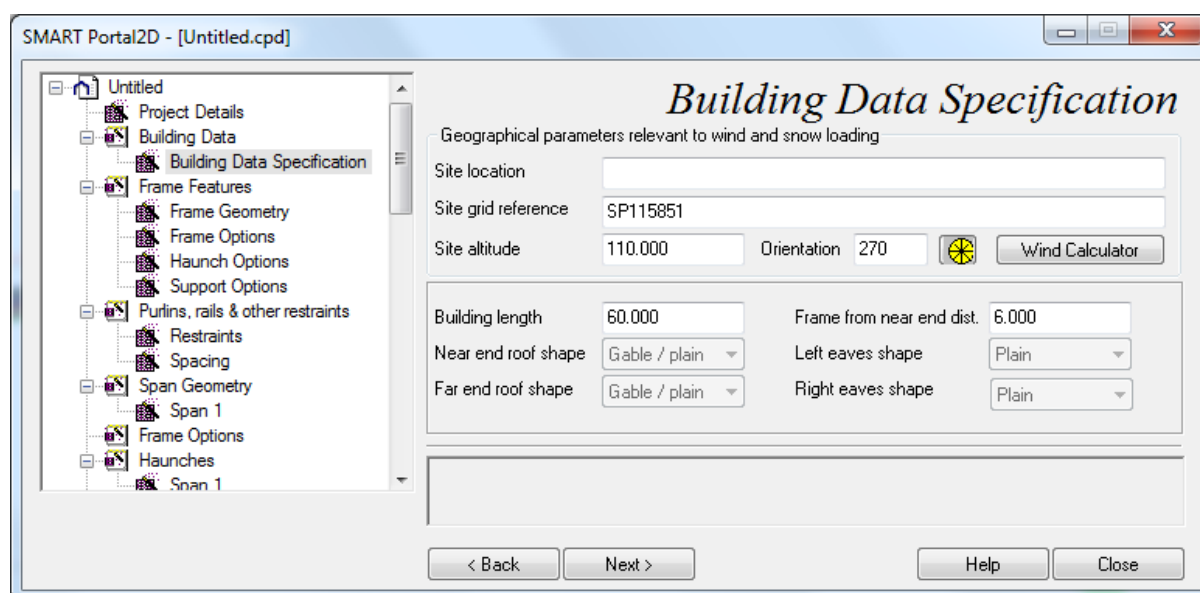 SMART Portal2D - [Untitled.cpd]
Untitled
Project Details
Building Data
Building Data Specification
Frame Features
Frame Geometry
Frame Options
Haunch Options
Support Options
Purlins, rails & other restraints
Restraints
Spacing
Span Geometry
Span 1
Frame Options
Haunches
Span 1
Building Data Specification
Geographical parameters relevant to wind and snow loading
Site location
Site grid reference SP115851
Site altitude 110.000 Orientation 270 Wind Calculator
Building length 60.000 Frame from near end dist. 6.000
Near end roof shape Gable / plain Left eaves shape Plain
Far end roof shape Gable / plain Right eaves shape Plain
< Back Next > Help Close